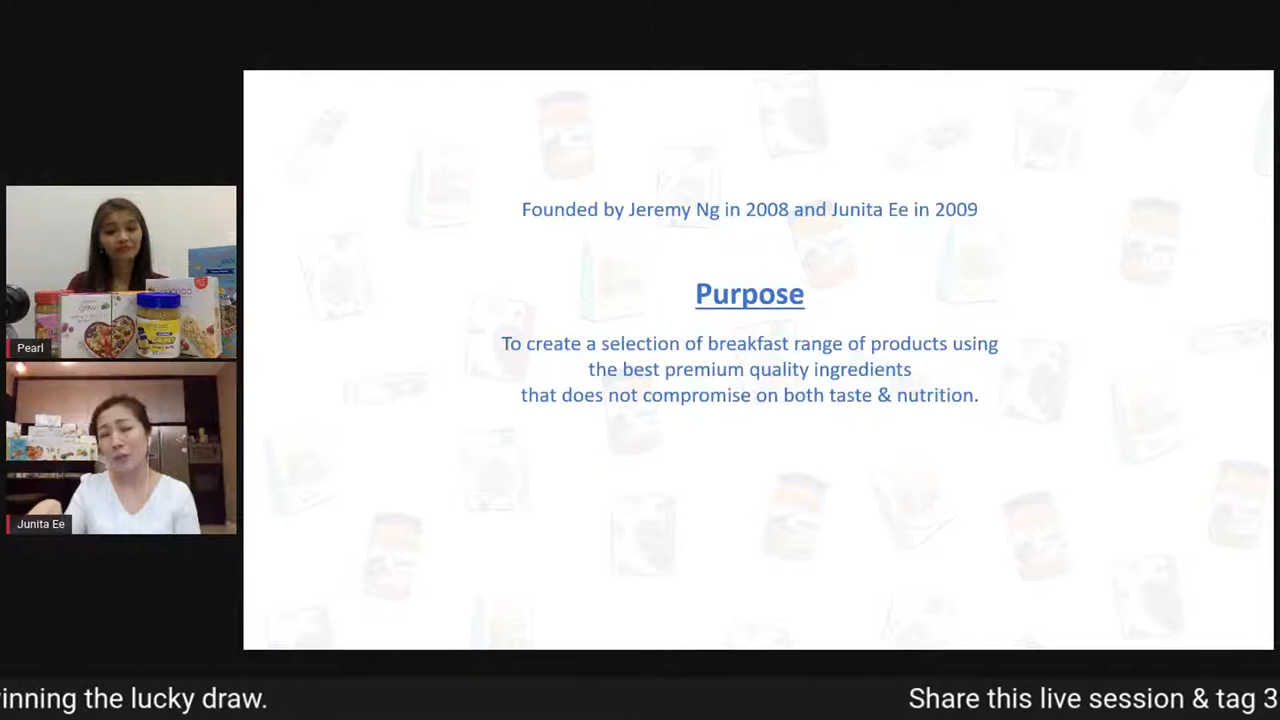 Founded by Jeremy Ng in 2008 and Junita Ee in 2009
Purpose
To create a selection of breakfast range of products using
the best premium quality ingredients
that does not compromise on both taste & nutrition.
Pearl
Junita Ee
inning the lucky draw.
Share this live session & tag 3